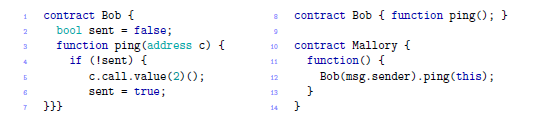 1 contract Bob {
2 bool sent = false;
3 function ping(address c) {
4 if (!sent) {
5 c.call.value(2)();
6 sent = true;
7 }}}
8 contract Bob { function ping(); }
9
10 contract Mallory {
11 function() {
12 Bob(msg.sender).ping(this);
13 }
14 }